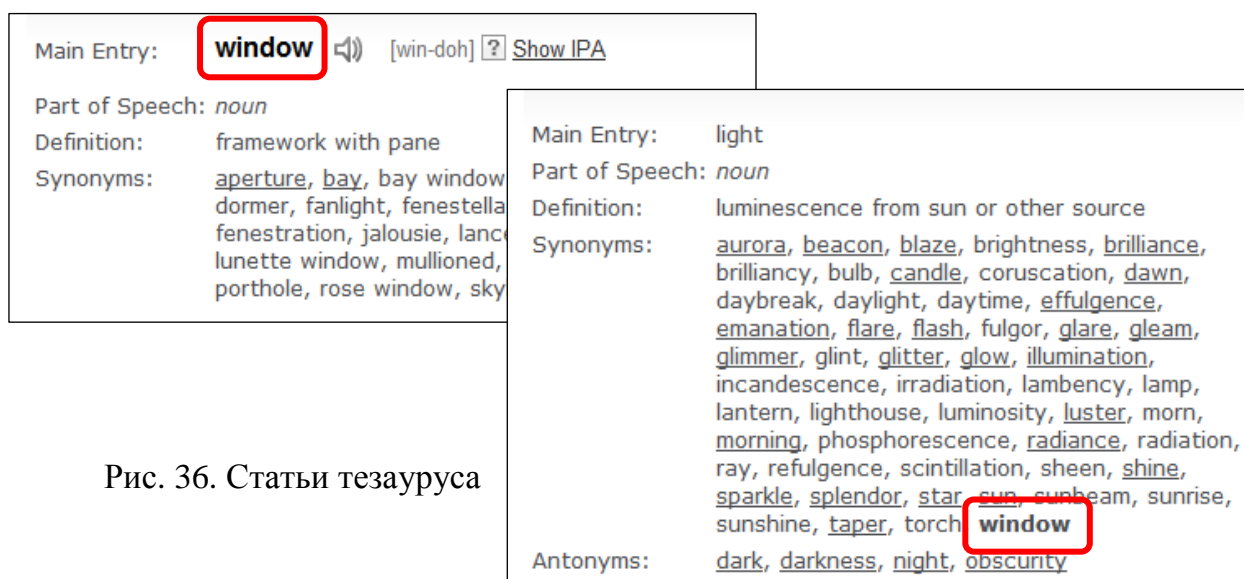 Main Entry: window [win-doh] ? Show IPA
Part of Speech: noun
Definition: framework with pane
Synonyms: aperture, bay, bay window
dormer, fanlight, fenestella
fenestration, jalousie,
lunette window, mullioned,
porthole, rose window,
Main Entry: light
Part of Speech: noun
Definition: luminescence from sun or other source
Synonyms: aurora, beacon, blaze, brightness, brilliance,
brilliancy, bulb, candle, coruscation, dawn,
daybreak, daylight, daytime, effulgence,
emanation, flare, flash, fulgor, glare, gleam,
glimmer, glint, glitter, glow, illumination,
incandescence, irradiation, lambency, lamp,
lantern, lighthouse, luminosity, luster, morn,
morning, phosphorescence, radiance, radiation,
ray, refulgence, scintillation, sheen, shine,
sparkle, splendor, star, sun, sunbeam, sunrise,
sunshine, taper, torch window
Antonyms: dark, darkness, night, obscurity
Рис. 36. Статьи тезауруса